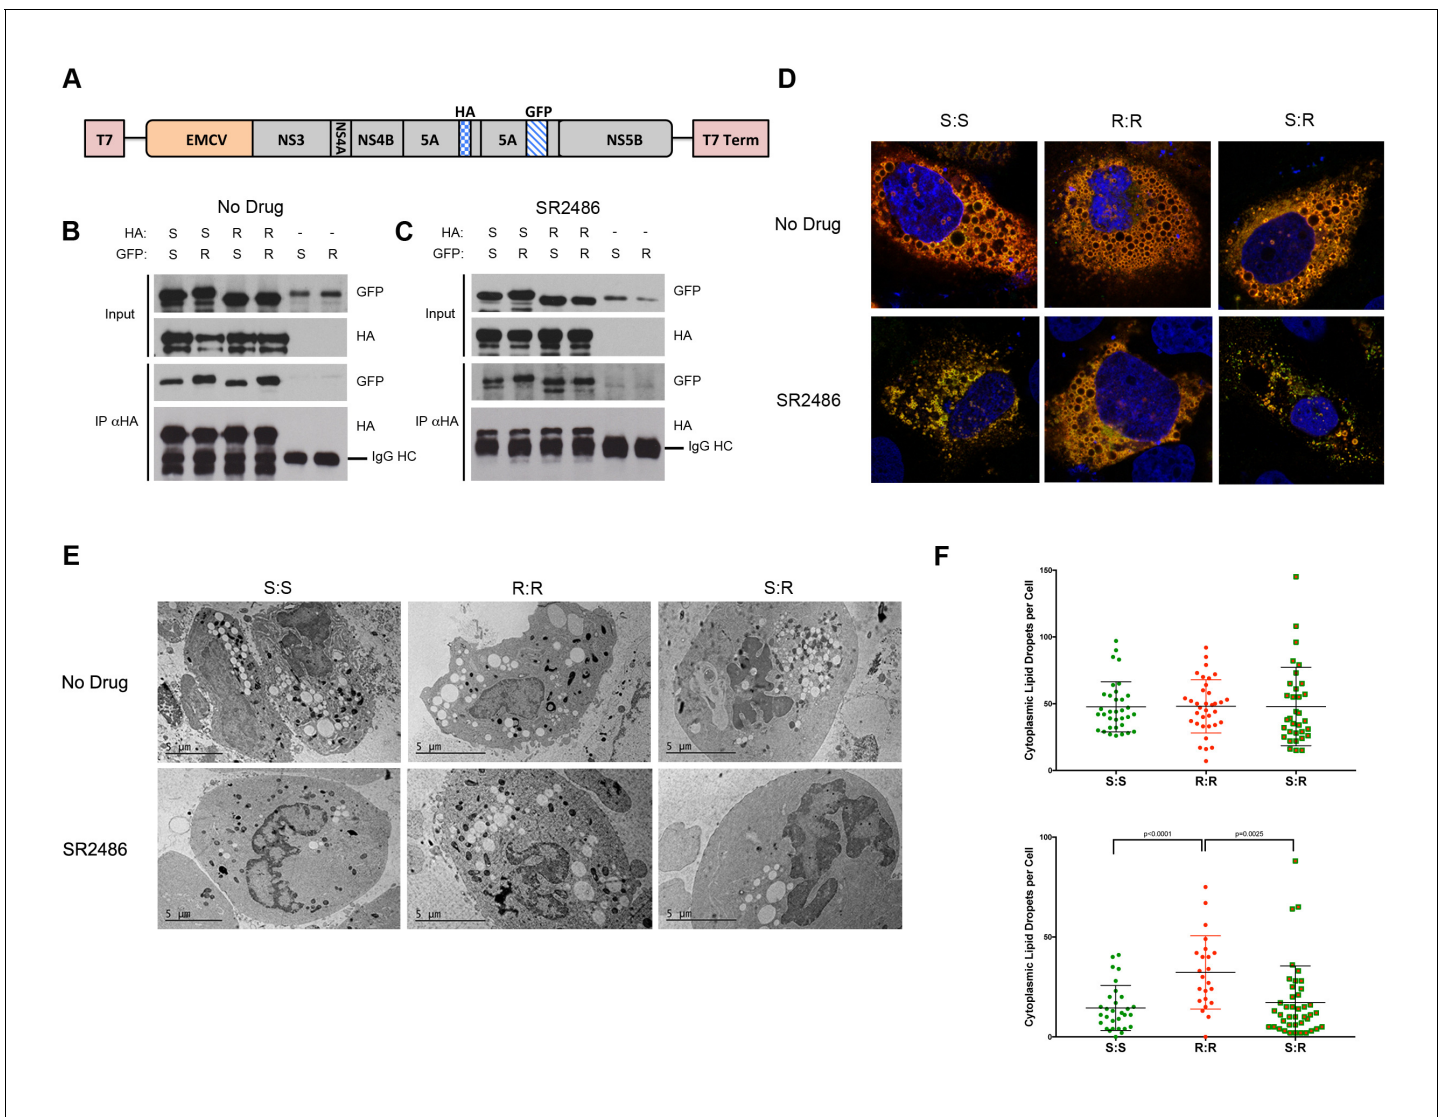 A
HA GFP
T7 EMCV NS3 NS4A NS4B 5A 5A NS5B T7 Term
No Drug
B
HA: S S R R - -
GFP: S R S R S R
Input
GFP
HA
IP αHA
GFP
HA
IgG HC
SR2486
C
HA: S S R R - -
GFP: S R S R S R
Input
GFP
HA
IP αHA
GFP
HA
IgG HC
D
S:S R:R S:R
No Drug
SR2486
E
S:S R:R S:R
No Drug
5 µm 5 µm 5 µm
SR2486
5 µm 5 µm 5 µm
F
Cytoplasmic Lipid Dropets per Cell
150
100
50
0
S:S R:R S:R
Cytoplasmic Lipid Dropets per Cell
p<0.0001 p=0.0025
100
50
0
S:S R:R S:R